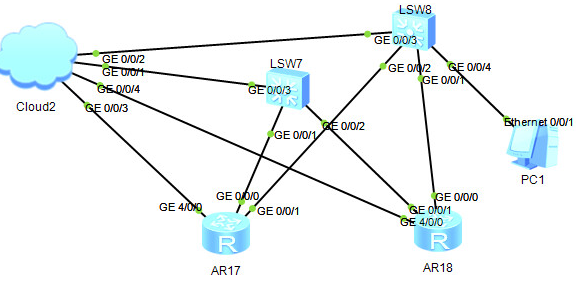 LSW8
GE 0/0/3
GE 0/0/2
GE 0/0/1
LSW7
GE 0/0/2
GE 0/0/4
GE 0/0/1
GE 0/0/4
GE 0/0/3
Cloud2
GE 0/0/3
Ethernet 0/0/1
GE 0/0/1
GE 0/0/2
PC1
GE 0/0/0
GE 0/0/0
GE 4/0/0
GE 0/0/1
GE 0/0/1
GE 4/0/0
R
R
AR17
AR18